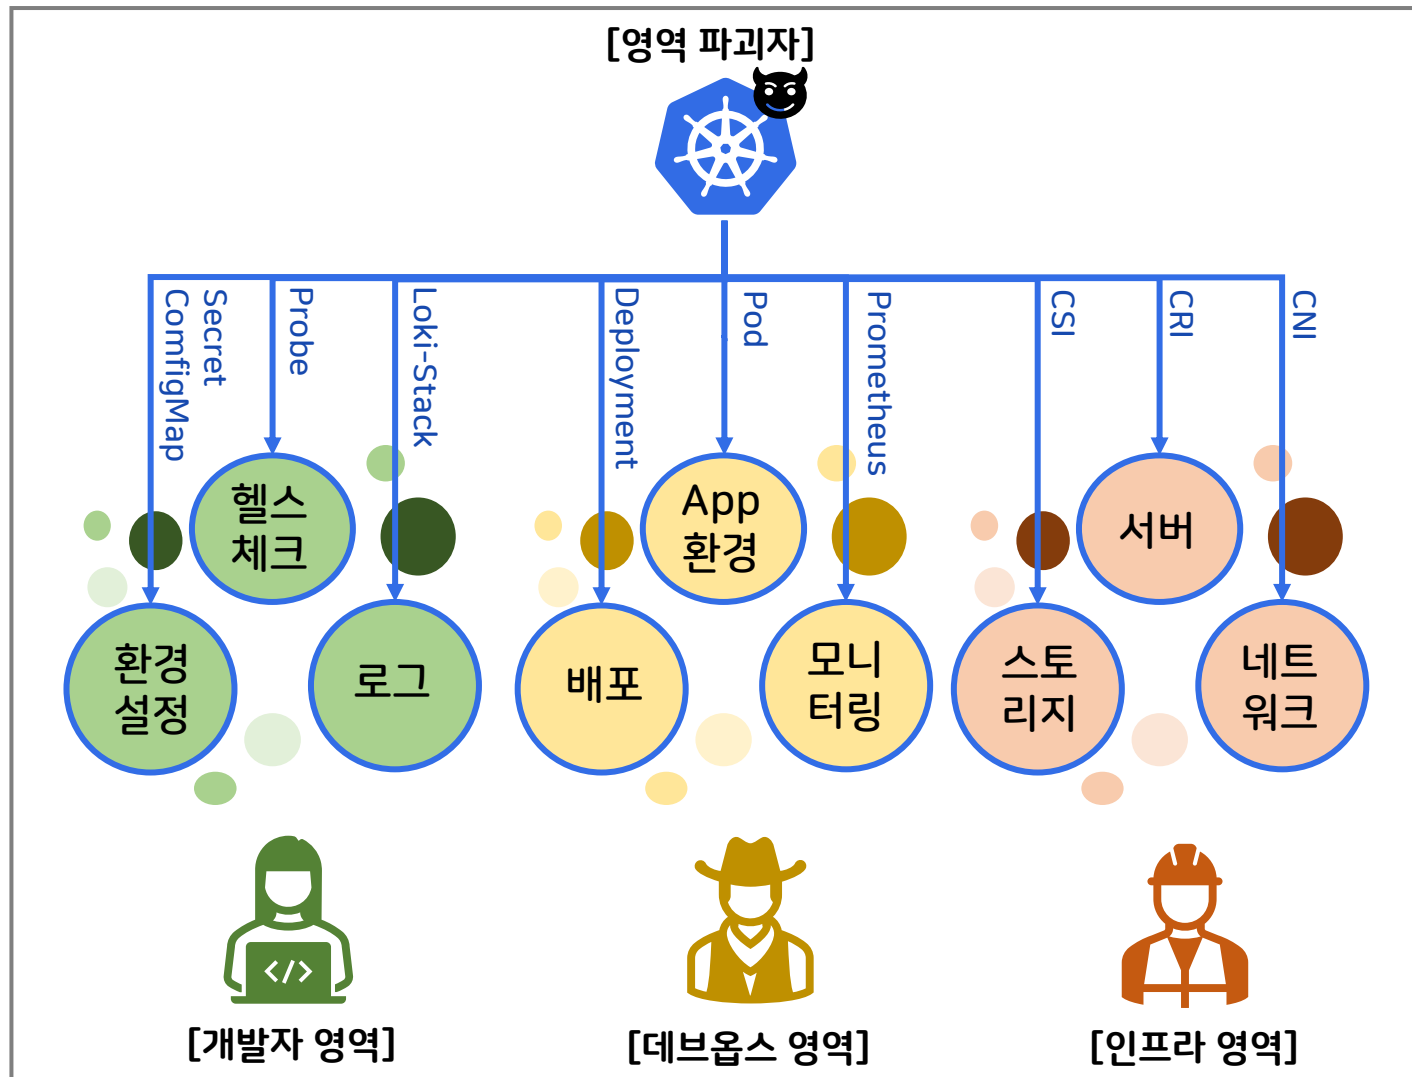 [영역 파괴자]
Secret
ComfigMap
Probe
Loki-Stack
Deployment
Pod
Prometheus
CSI
CRI
CNI
헬스
체크
환경
설정
로그
App
환경
배포
모니
터링
서버
스토
리지
네트
워크
</>
[개발자 영역]
[데브옵스 영역]
[인프라 영역]